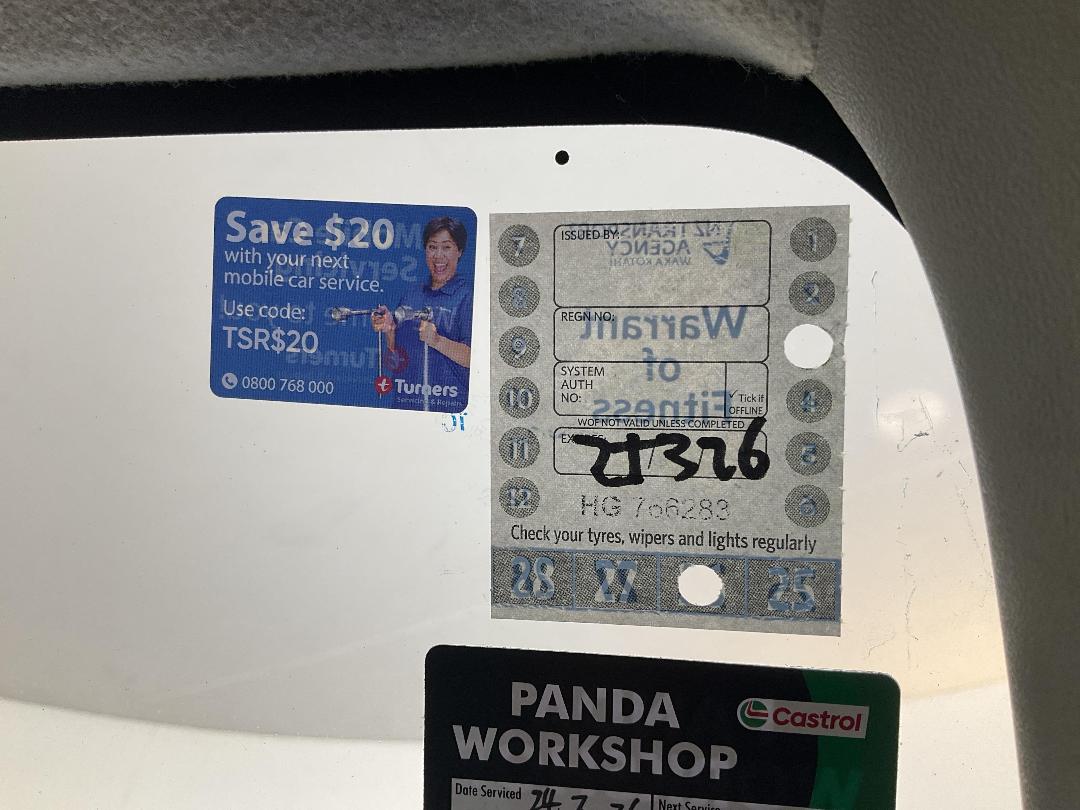 Save $20
with your next
mobile car service.
Use code:
TSR$20
0800 768 000
Turners
Servicing & Repairs
7
8
9
10
11
12
ISSUED BY:
NZ TRANSPORT
AGENCY
WAKA KOTAHI
REGN NO:
Warrant
of
Fitness
SYSTEM
AUTH
NO:
✓ Tick if
OFFLINE
WOF NOT VALID UNLESS COMPLETED
EXPIRES:
1
2
4
5
6
HG 766283
Check your tyres, wipers and lights regularly
28 27 25
PANDA
WORKSHOP
Castrol
Date Serviced
Next Service